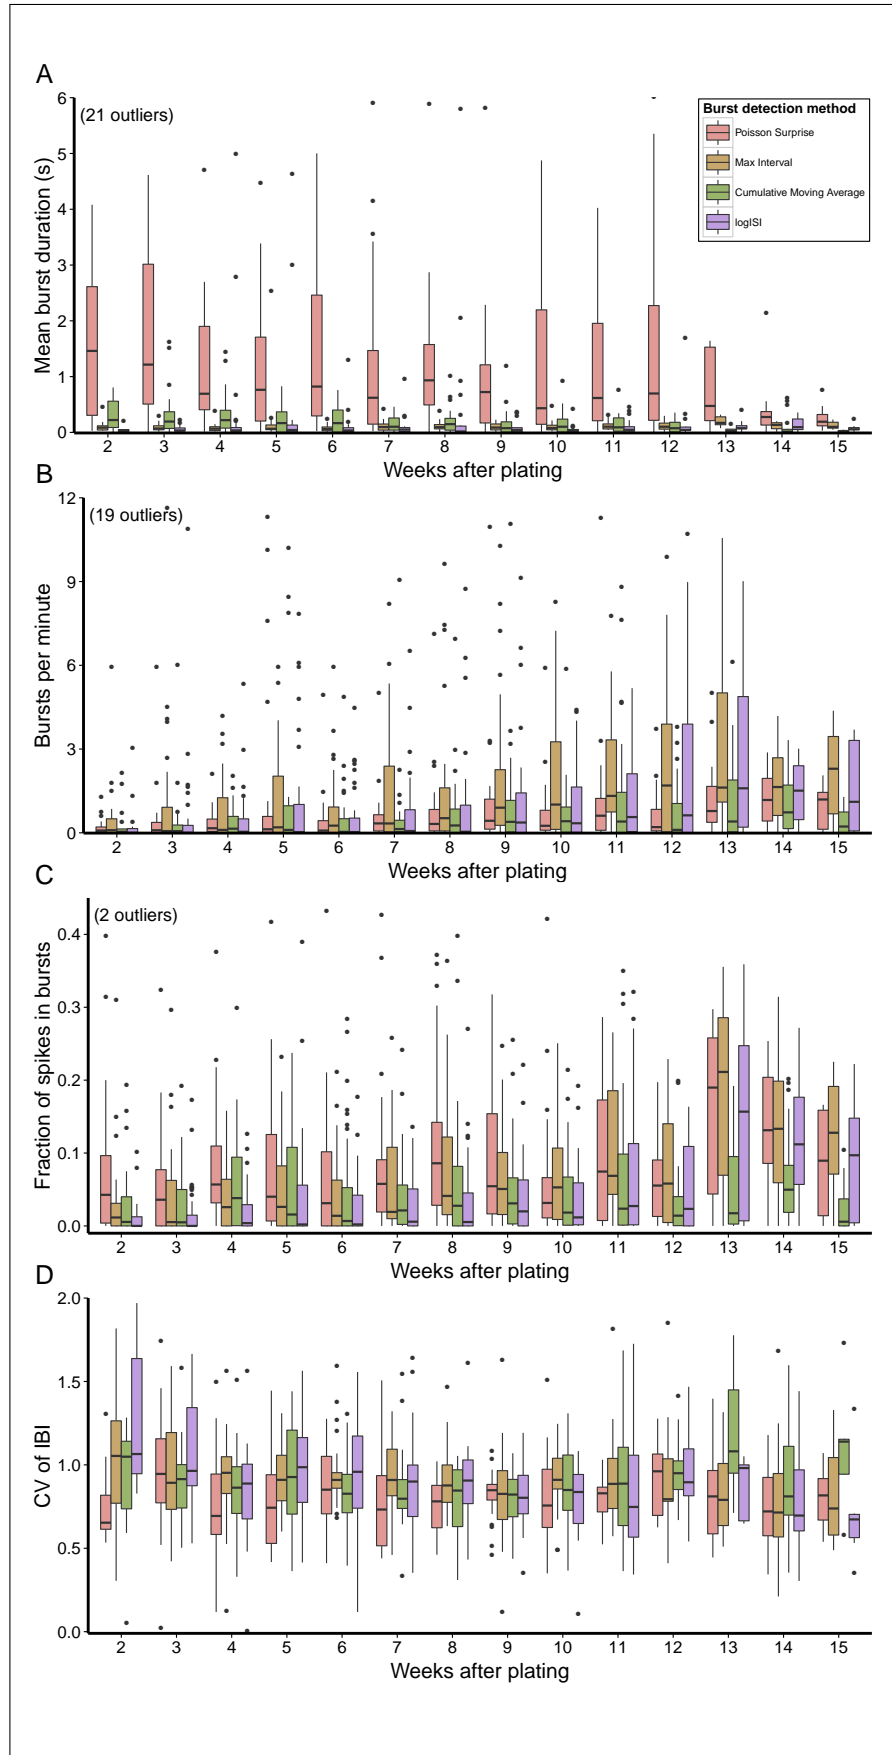 A
(21 outliers)
Burst detection method
Poisson Surprise
Max Interval
Cumulative Moving Average
logISI
Mean burst duration (s)
6
5
4
3
2
1
0
2 3 4 5 6 7 8 9 10 11 12 13 14 15
Weeks after plating
B
(19 outliers)
Bursts per minute
12
9
6
3
0
2 3 4 5 6 7 8 9 10 11 12 13 14 15
Weeks after plating
C
(2 outliers)
Fraction of spikes in bursts
0.4
0.3
0.2
0.1
0.0
2 3 4 5 6 7 8 9 10 11 12 13 14 15
Weeks after plating
D
CV of IBI
2.0
1.5
1.0
0.5
0.0
2 3 4 5 6 7 8 9 10 11 12 13 14 15
Weeks after plating